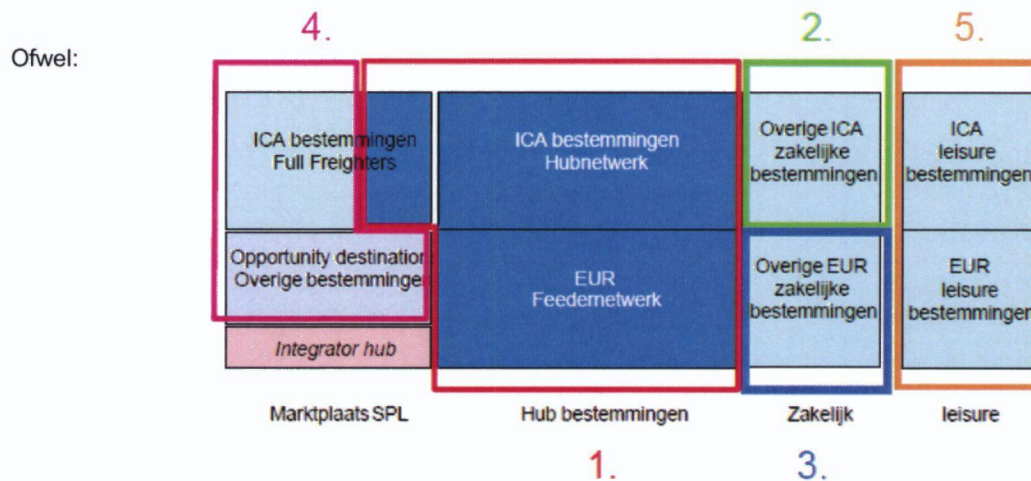 4.
2.
5.
Ofwel:
ICA bestemmingen
Full Freighters
ICA bestemmingen
Hubnetwerk
Overige ICA
zakelijke
bestemmingen
ICA
leisure
bestemmingen
Opportunity destination
Overige bestemmingen
EUR
Feedernetwerk
Overige EUR
zakelijke
bestemmingen
EUR
leisure
bestemmingen
Integrator hub
Marktplaats SPL
Hub bestemmingen
Zakelijk
leisure
1.
3.